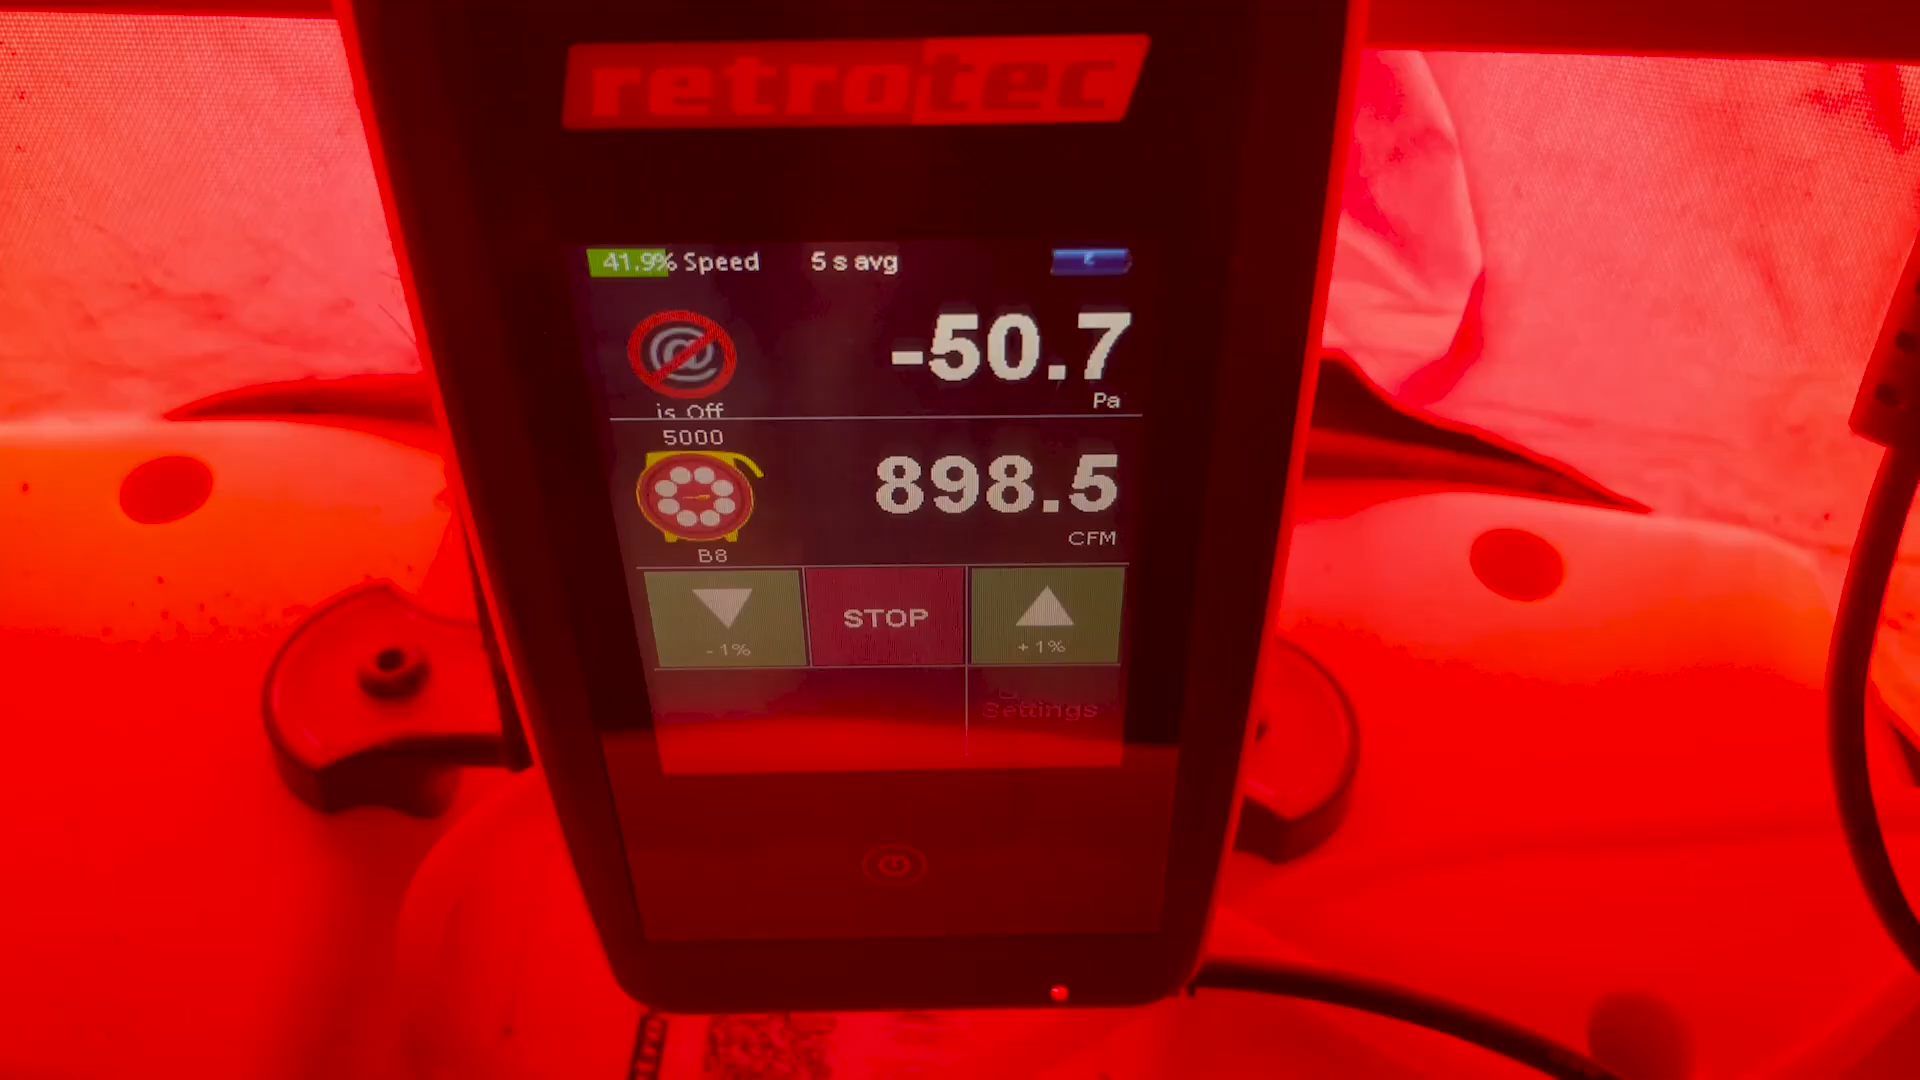 retrotec
41.9% Speed 5 s avg
@
is Off
-50.7
Pa
5000
B8
898.5
CFM
- 1%
STOP
+ 1%
Settings